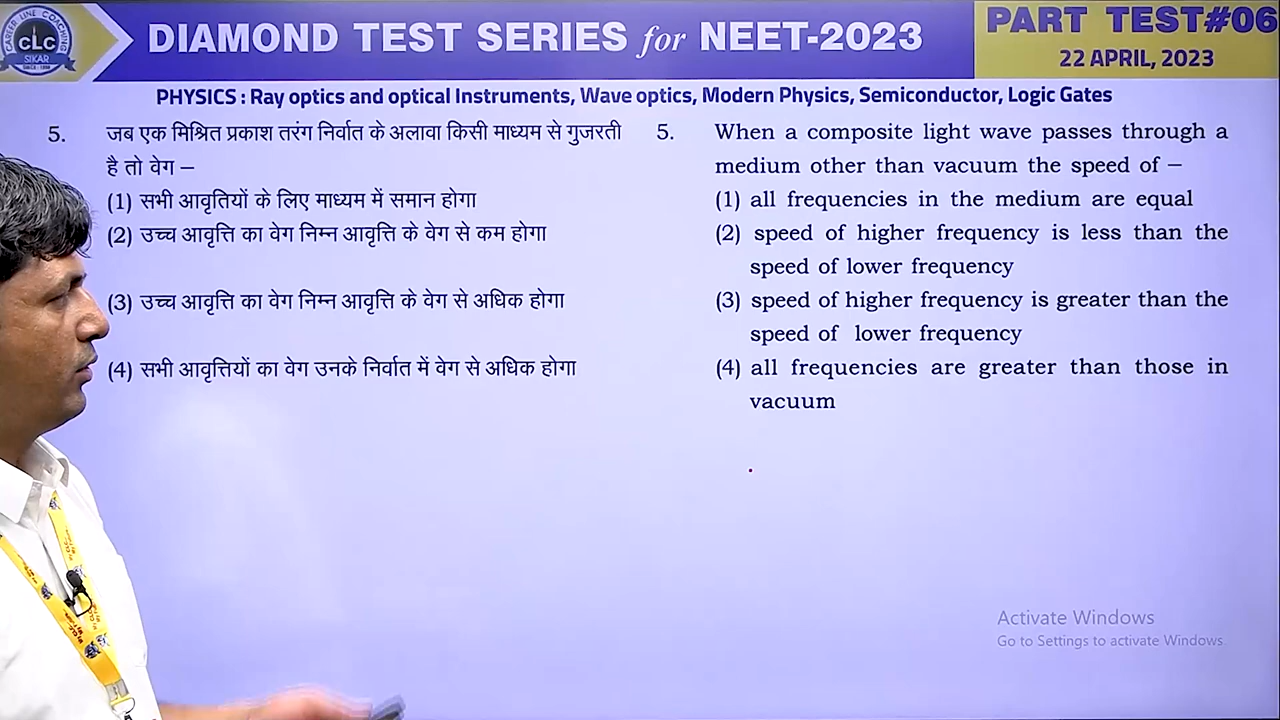 CAREER LINE COACHING
CLC
SIKAR
DIAMOND TEST SERIES for NEET-2023
PART TEST#06
22 APRIL, 2023
PHYSICS : Ray optics and optical Instruments, Wave optics, Modern Physics, Semiconductor, Logic Gates
5. जब एक मिश्रित प्रकाश तरंग निर्वात के अलावा किसी माध्यम से गुजरती
है तो वेग –
(1) सभी आवृतियों के लिए माध्यम में समान होगा
(2) उच्च आवृत्ति का वेग निम्न आवृत्ति के वेग से कम होगा
(3) उच्च आवृत्ति का वेग निम्न आवृत्ति के वेग से अधिक होगा
(4) सभी आवृत्तियों का वेग उनके निर्वात में वेग से अधिक होगा
5. When a composite light wave passes through a
medium other than vacuum the speed of –
(1) all frequencies in the medium are equal
(2) speed of higher frequency is less than the
speed of lower frequency
(3) speed of higher frequency is greater than the
speed of lower frequency
(4) all frequencies are greater than those in
vacuum
Activate Windows
Go to Settings to activate Windows.